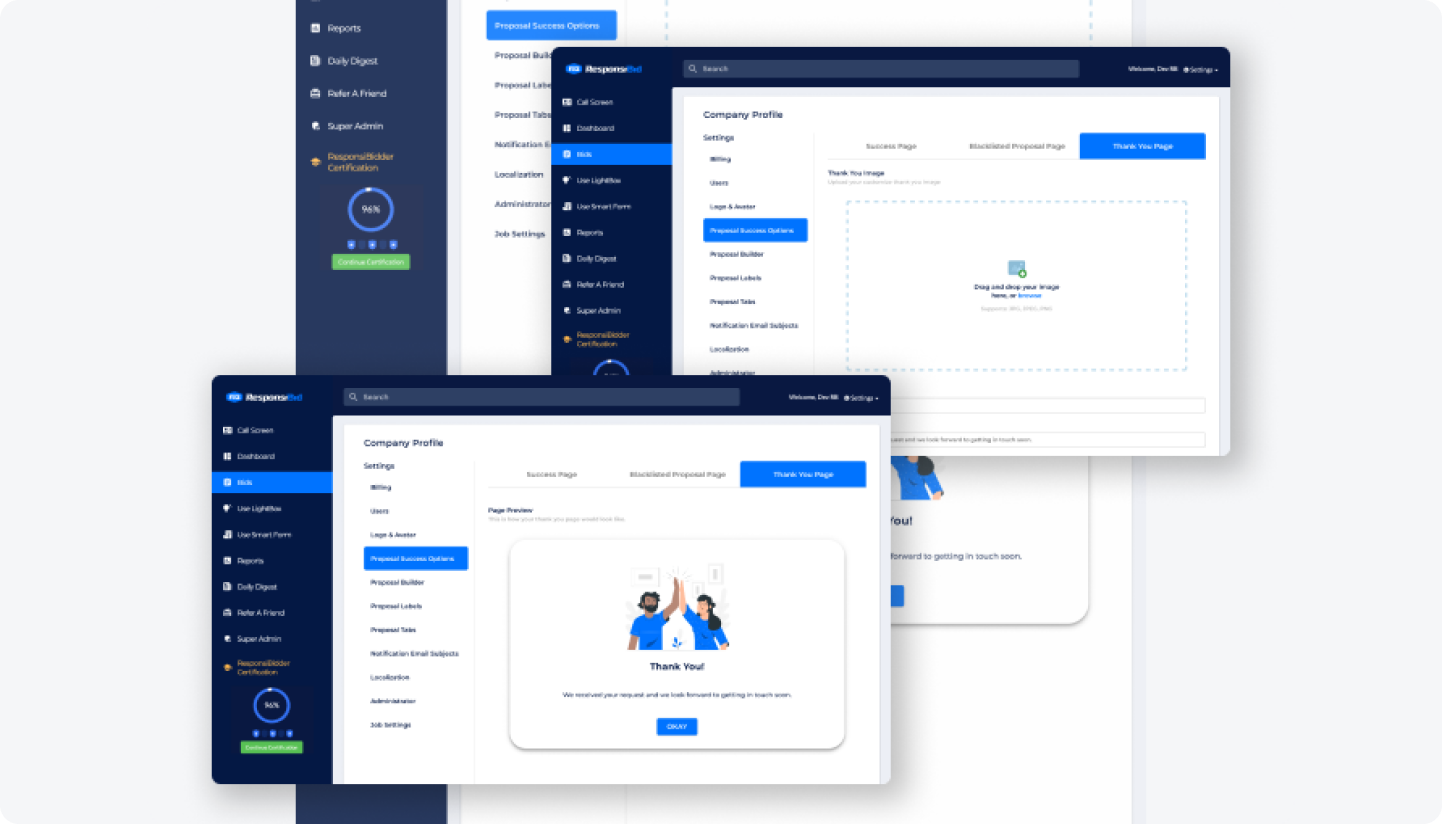 Reports
Daily Digest
Refer A Friend
Super Admin
ResponsiBidder
Certification
96%
Continue Certification
Proposal Success Options
Proposal Buil
Proposal Labe
Proposal Tabs
Notification E
Localization
Administrator
Job Settings
RB ResponsiBid
Search
Welcome, Dev RB
Settings
Call Screen
Dashboard
Bids
Use LightBox
Use Smart Form
Reports
Daily Digest
Refer A Friend
Super Admin
ResponsiBidder
Certification
Company Profile
Settings
Billing
Users
Logo & Avatar
Proposal Success Options
Proposal Builder
Proposal Labels
Proposal Tabs
Notification Email Subjects
Localization
Administrator
Success Page
Blacklisted Proposal Page
Thank You Page
Thank You Image
Upload your customize thank you image
Drag and drop your image
here, or browse
Supports: JPG, JPEG, PNG
uest and we look forward to getting in touch soon.
You!
forward to getting in touch soon.
RB ResponsiBid
Search
Welcome, Dev RB
Settings
Call Screen
Dashboard
Bids
Use LightBox
Use Smart Form
Reports
Daily Digest
Refer A Friend
Super Admin
ResponsiBidder
Certification
96%
Continue Certification
Company Profile
Settings
Billing
Users
Logo & Avatar
Proposal Success Options
Proposal Builder
Proposal Labels
Proposal Tabs
Notification Email Subjects
Localization
Administrator
Job Settings
Success Page
Blacklisted Proposal Page
Thank You Page
Page Preview
This is how your thank you page would look like.
Thank You!
We received your request and we look forward to getting in touch soon.
OKAY